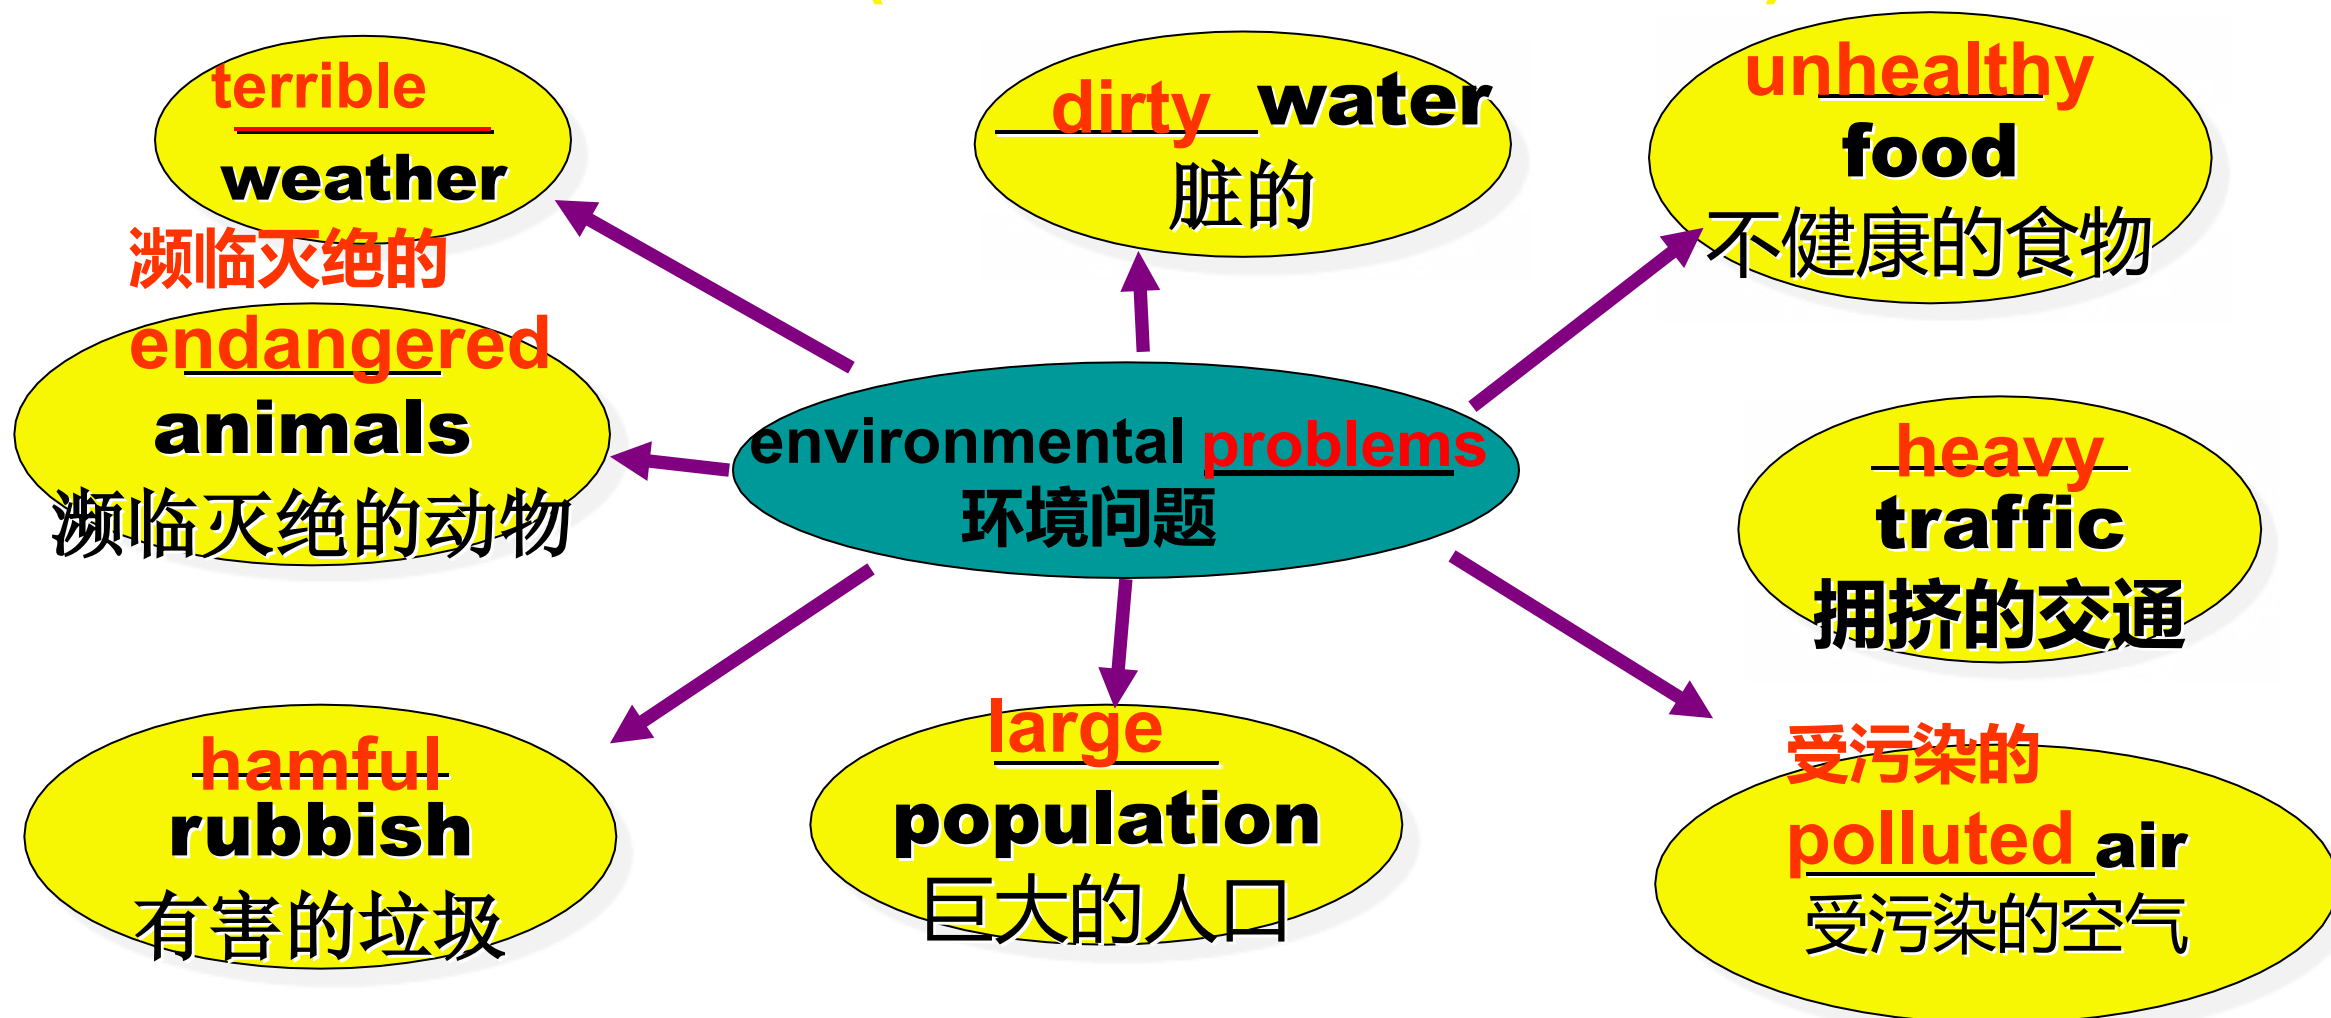 terrible
weather
dirty water
脏的
unhealthy
food
不健康的食物
濒临灭绝的
endangered
animals
濒临灭绝的动物
environmental problems
环境问题
heavy
traffic
拥挤的交通
hamful
rubbish
有害的垃圾
large
population
巨大的人口
受污染的
polluted air
受污染的空气